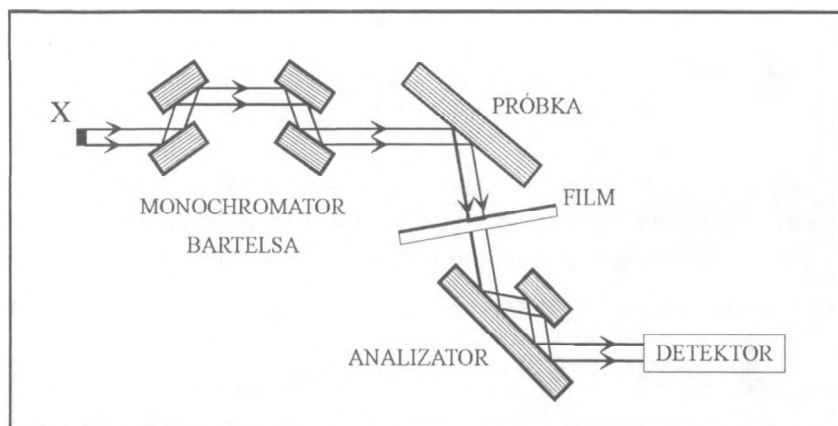 X
PRÓBKA
MONOCHROMATOR
BARTELSA
FILM
ANALIZATOR
DETEKTOR